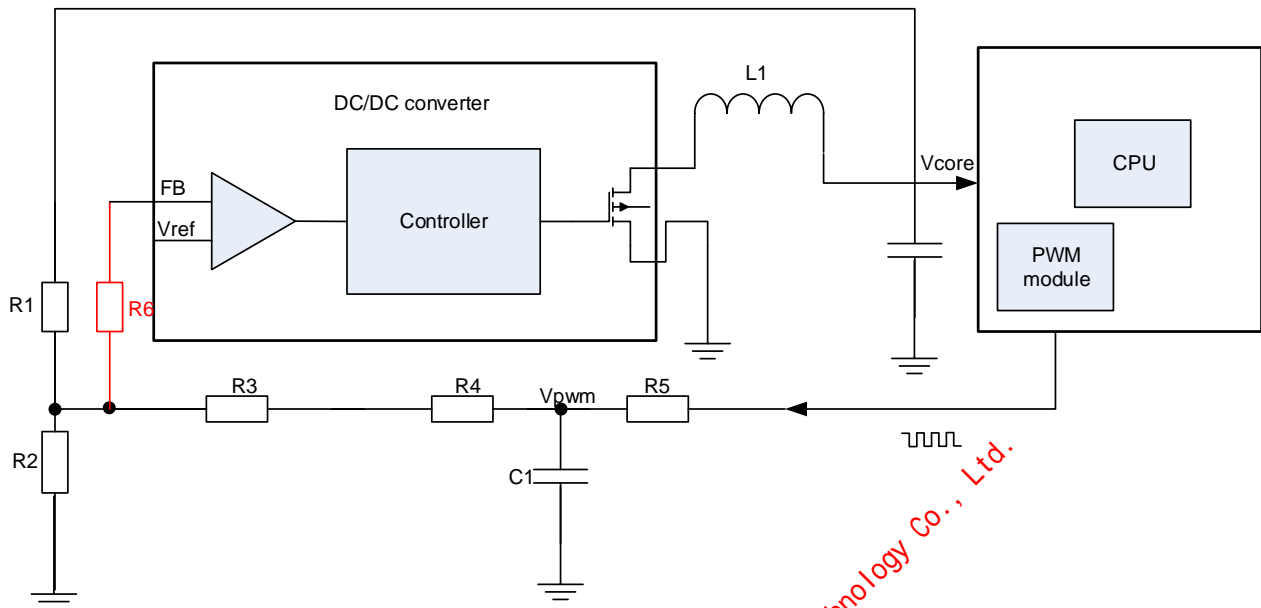 L1
DC/DC converter
Vcore
CPU
FB
Vref
Controller
PWM
module
R1
R6
R3
R4
Vpwm
R5
R2
C1
Co., Ltd.